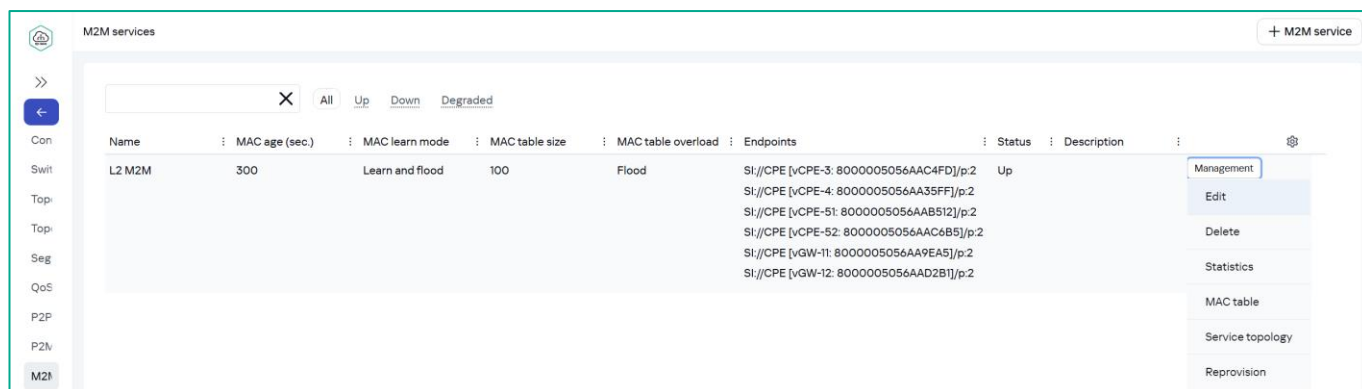 M2M services
+ M2M service
All Up Down Degraded
Name MAC age (sec.) MAC learn mode MAC table size MAC table overload Endpoints Status Description
L2 M2M 300 Learn and flood 100 Flood SI://CPE [vCPE-3: 8000005056AAC4FD]/p:2 Up Management
SI://CPE [vCPE-4: 8000005056AA35FF]/p:2
SI://CPE [vCPE-51: 8000005056AAB512]/p:2
SI://CPE [vCPE-52: 8000005056AAC6B5]/p:2
SI://CPE [vGW-11: 8000005056AA9EA5]/p:2
SI://CPE [vGW-12: 8000005056AAD2B1]/p:2
Edit
Delete
Statistics
MAC table
Service topology
Reprovision
Con
Swit
Top
Top
Seg
QoS
P2P
P2M
M2M